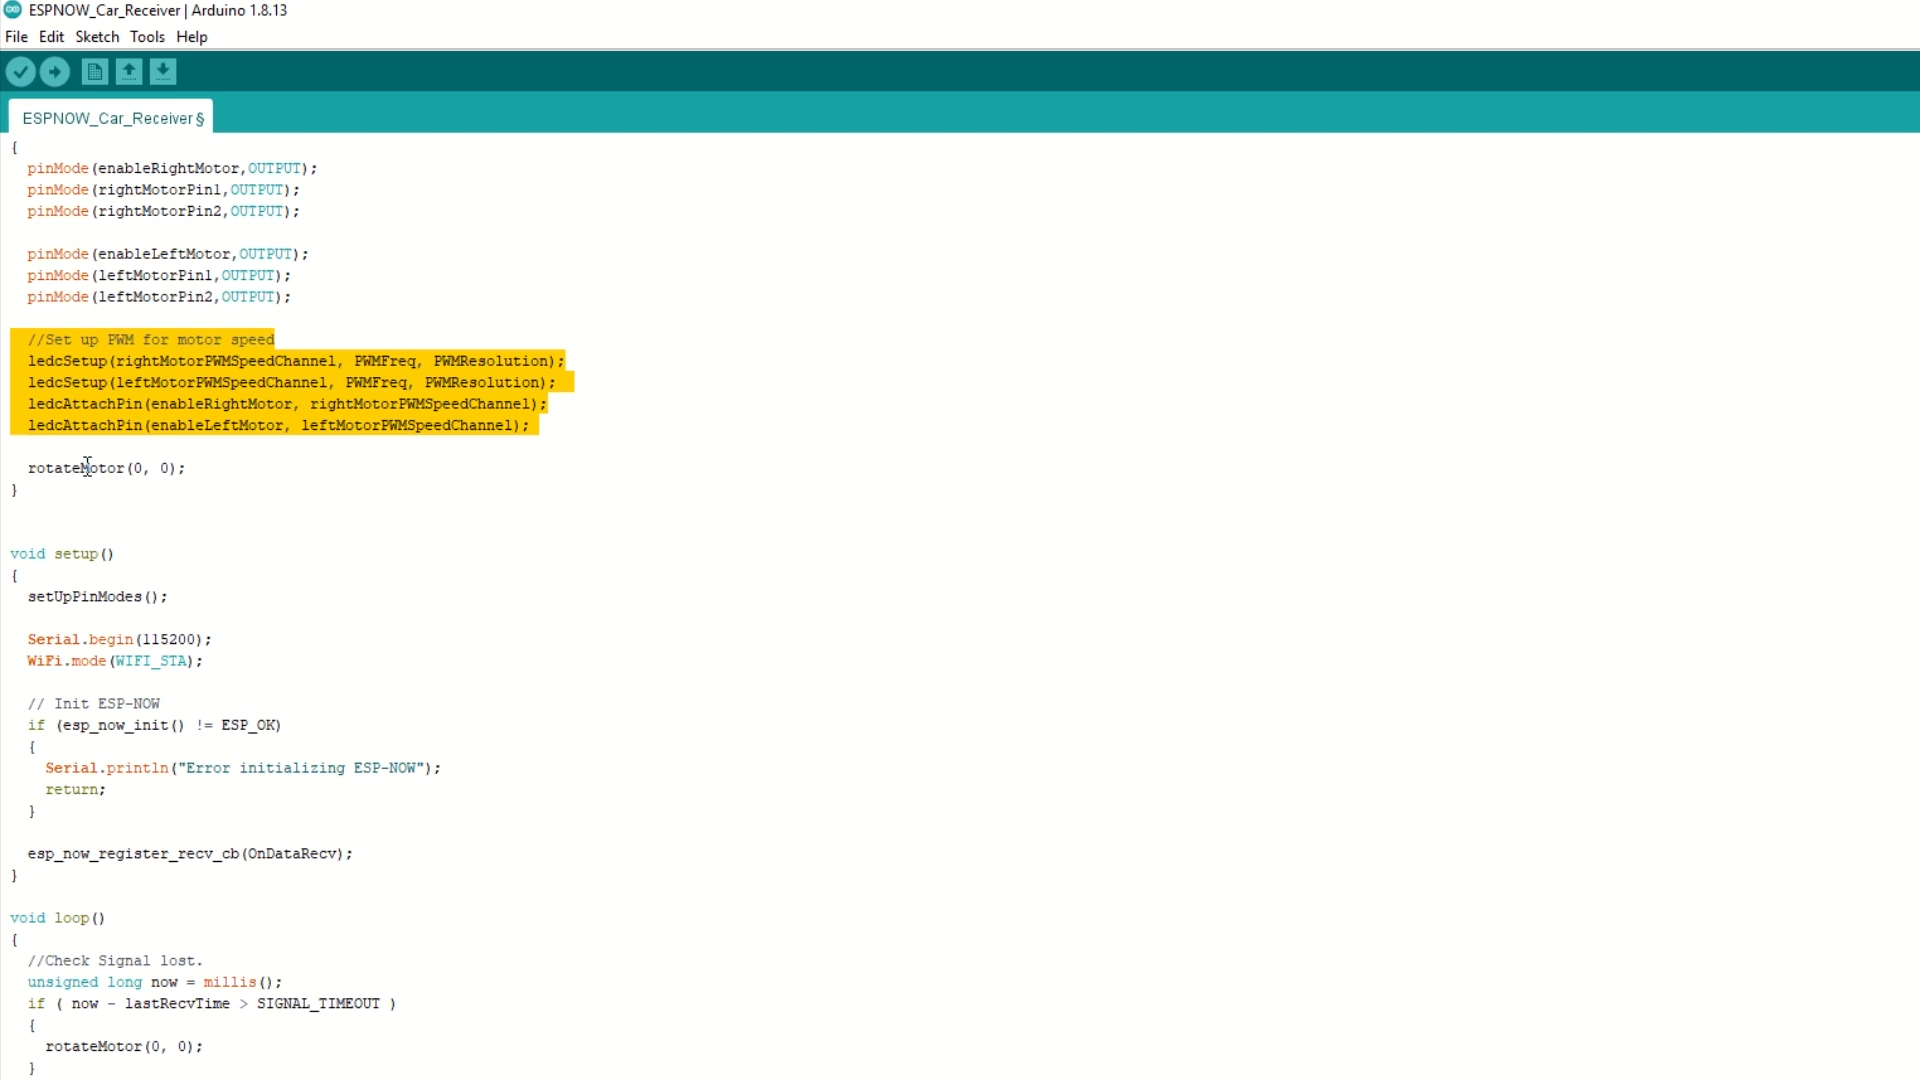 ESPNOW_Car_Receiver | Arduino 1.8.13
File Edit Sketch Tools Help
ESPNOW_Car_Receiver §
{
  pinMode(enableRightMotor,OUTPUT);
  pinMode(rightMotorPin1,OUTPUT);
  pinMode(rightMotorPin2,OUTPUT);
  pinMode(enableLeftMotor,OUTPUT);
  pinMode(leftMotorPin1,OUTPUT);
  pinMode(leftMotorPin2,OUTPUT);
  //Set up PWM for motor speed
  ledcSetup(rightMotorPWMSpeedChannel, PWMFreq, PWMResolution);
  ledcSetup(leftMotorPWMSpeedChannel, PWMFreq, PWMResolution);
  ledcAttachPin(enableRightMotor, rightMotorPWMSpeedChannel);
  ledcAttachPin(enableLeftMotor, leftMotorPWMSpeedChannel);
  rotateMotor(0, 0);
}
void setup()
{
  setUpPinModes();
  Serial.begin(115200);
  WiFi.mode(WIFI_STA);
  // Init ESP-NOW
  if (esp_now_init() != ESP_OK)
  {
    Serial.println("Error initializing ESP-NOW");
    return;
  }
  esp_now_register_recv_cb(OnDataRecv);
}
void loop()
{
  //Check Signal lost.
  unsigned long now = millis();
  if ( now - lastRecvTime > SIGNAL_TIMEOUT )
  {
    rotateMotor(0, 0);
  }